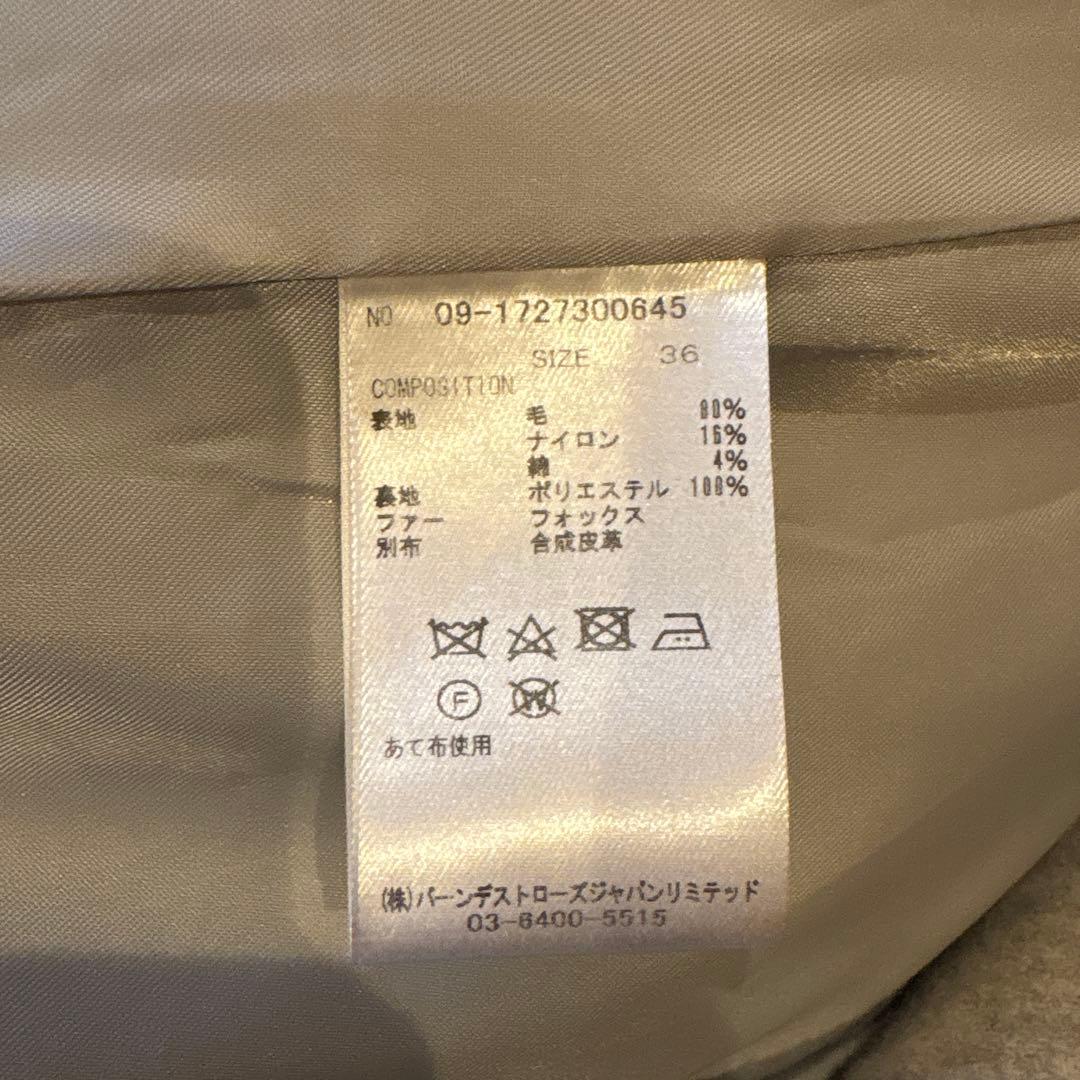 NO 09-1727300645
SIZE 36
COMPOSITION
表地 毛 80%
ナイロン 16%
綿 4%
裏地 ポリエステル 100%
ファー フォックス
別布 合成皮革
F W
あて布使用
(株)バーンデストローズジャパンリミテッド
03-6400-5515